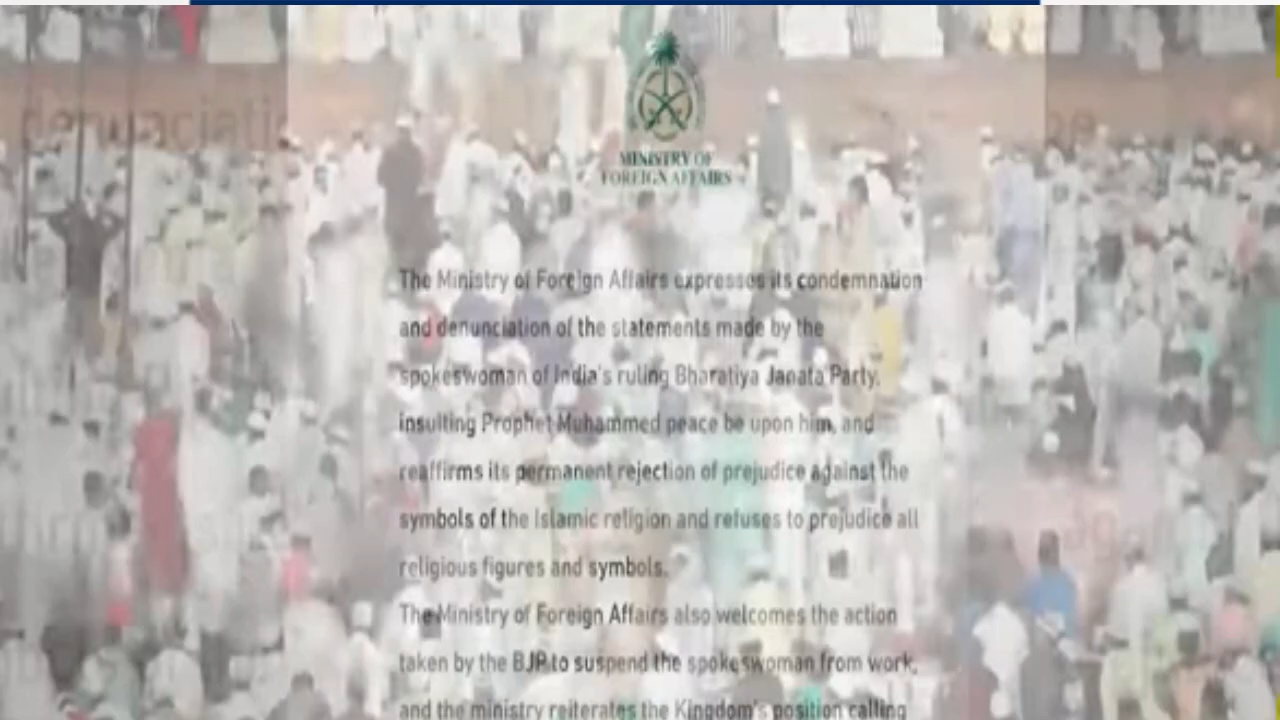 MINISTRY OF
FOREIGN AFFAIRS
The Ministry of Foreign Affairs expresses its condemnation
and denunciation of the statements made by the
spokeswoman of India's ruling Bharatiya Janata Party,
insulting Prophet Muhammed peace be upon him, and
reaffirms its permanent rejection of prejudice against the
symbols of the Islamic religion and refuses to prejudice all
religious figures and symbols.
The Ministry of Foreign Affairs also welcomes the action
taken by the BJP to suspend the spokeswoman from work,
and the ministry reiterates the Kingdom's position calling